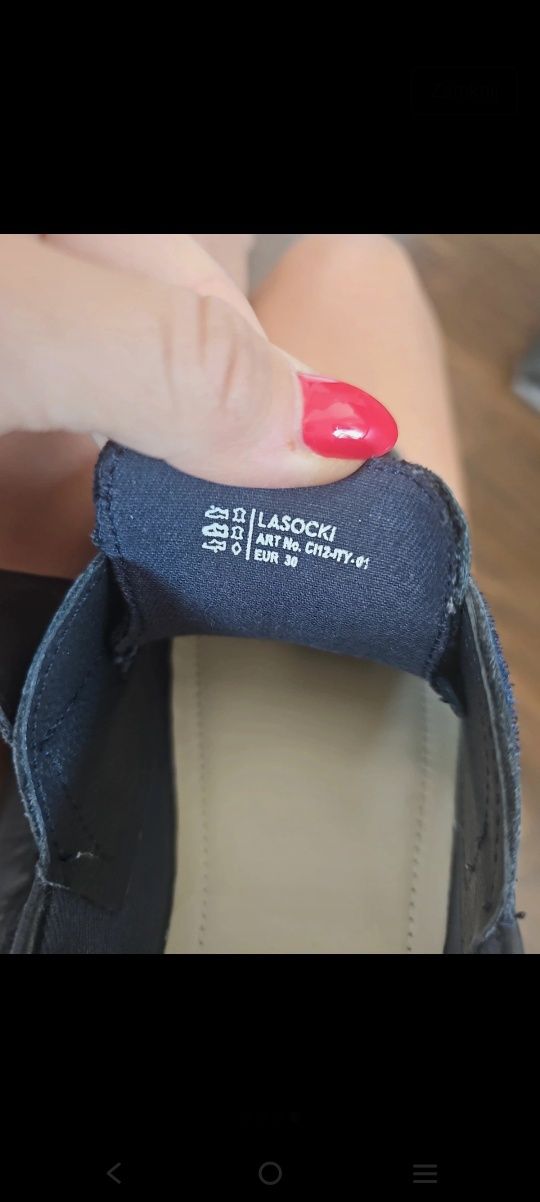 LASOCKI
ART No. CI12-ITY-01
EUR 30